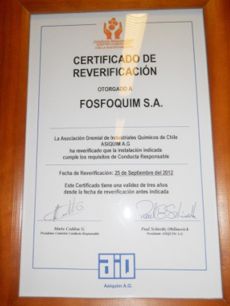 CERTIFICADO DE
REVERIFICACIÓN
OTORGADO A
FOSFOQUIM S.A.
La Asociación Gremial de Industriales Químicos de Chile
ASIQUIM A.G
ha reverificado que la instalación indicada
cumple los requisitos de Conducta Responsable
Fecha de Reverificación: 25 de Septiembre del 2012
Este Certificado tiene una validez de tres años
desde la fecha de reverificación antes indicada
Asiquim A.G.